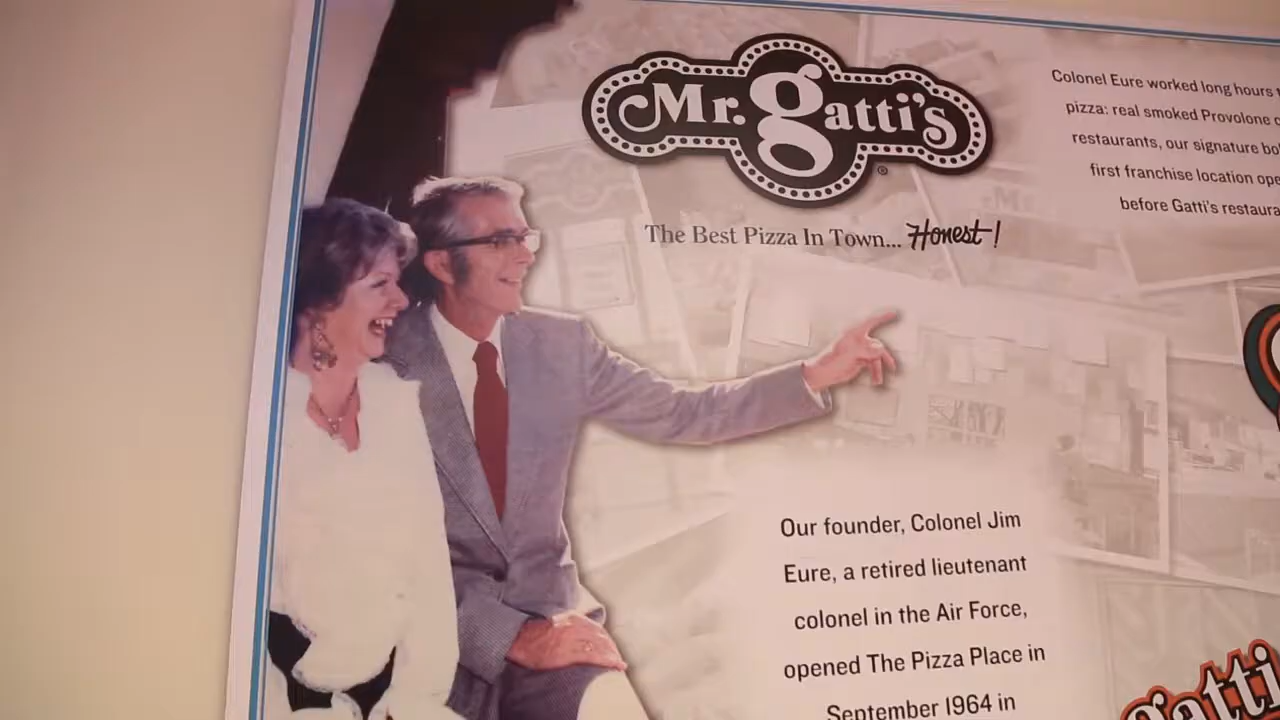 Mr. Gatti's
®
The Best Pizza In Town... Honest!
Colonel Eure worked long hours
pizza: real smoked Provolone
restaurants, our signature
first franchise location
before Gatti's
Our founder, Colonel Jim
Eure, a retired lieutenant
colonel in the Air Force,
opened The Pizza Place in
September 1964 in
gatti